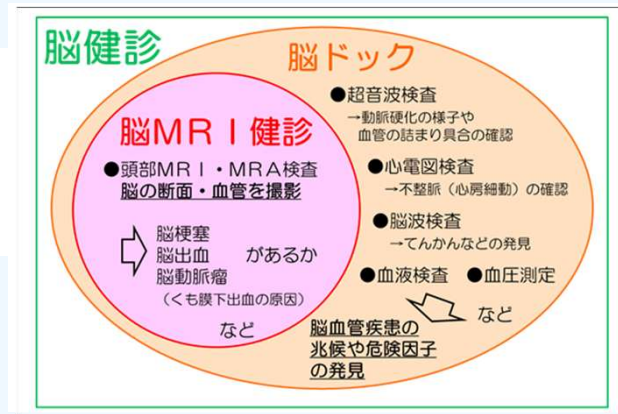 脳健診
脳ドック
脳MRI健診
●頭部MRI・MRA検査
脳の断面・血管を撮影
脳梗塞
脳出血
脳動脈瘤
があるか
（くも膜下出血の原因）
など
●超音波検査
→動脈硬化の様子や
血管の詰まり具合の確認
●心電図検査
→不整脈（心房細動）の確認
●脳波検査
→てんかんなどの発見
●血液検査 ●血圧測定
など
脳血管疾患の
兆候や危険因子
の発見